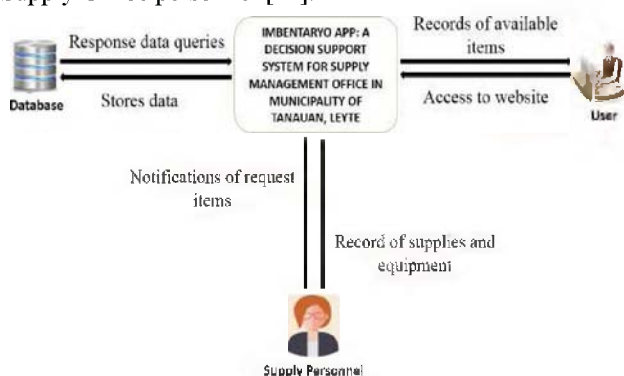 Response data queries
Stores data
Database
IMBENTARYO APP: A
DECISION SUPPORT
SYSTEM FOR SUPPLY
MANAGEMENT OFFICE IN
MUNICIPALITY OF
TANAUAN, LEYTE
Records of available
items
Access to website
User
Notifications of request
items
Record of supplies and
equipment
Supply Personnel